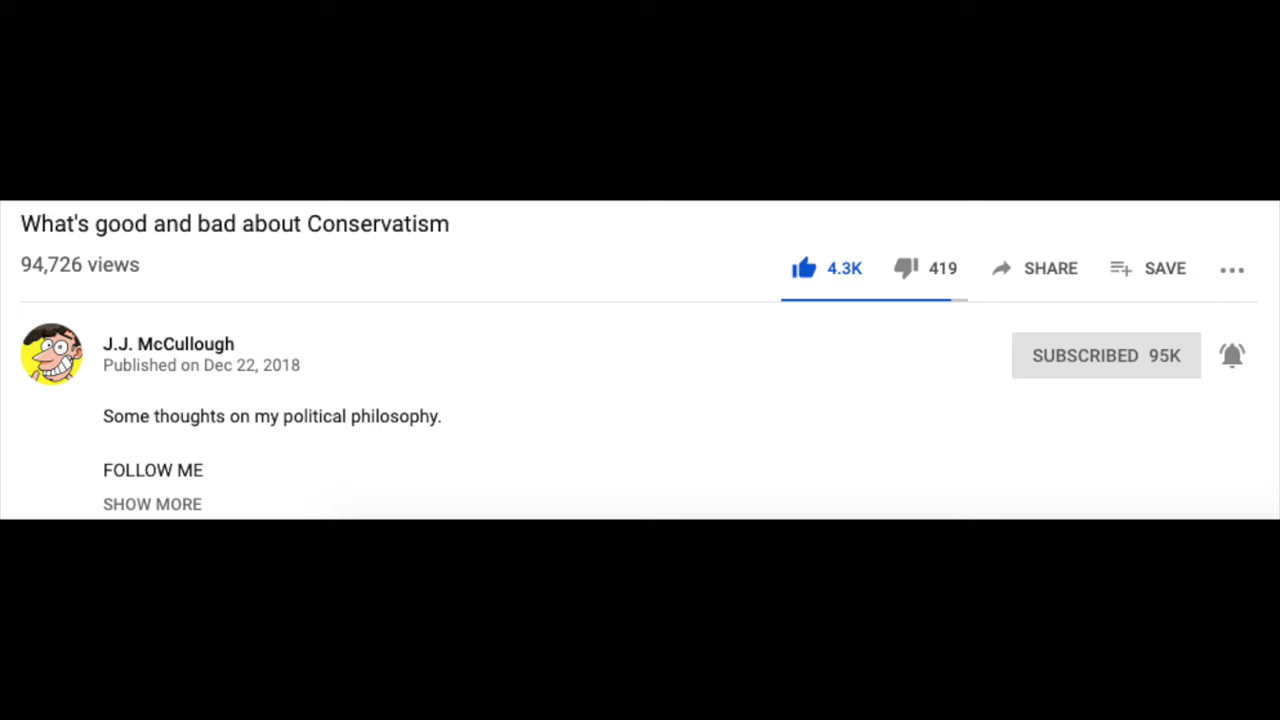 What's good and bad about Conservatism
94,726 views
4.3K 419 SHARE SAVE
J.J. McCullough
Published on Dec 22, 2018
SUBSCRIBED 95K
Some thoughts on my political philosophy.
FOLLOW ME
SHOW MORE